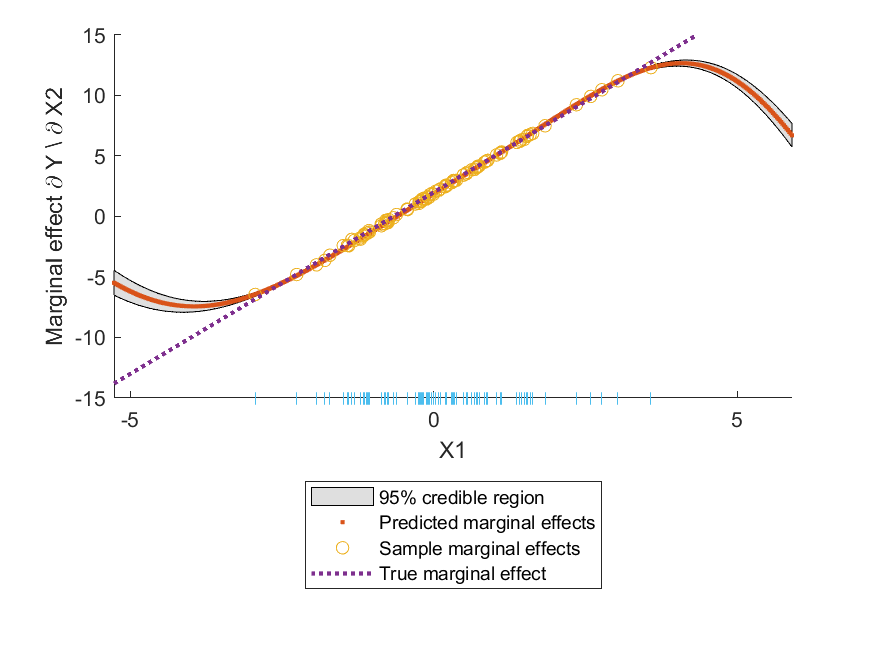 15
10
5
0
-5
-10
-15
Marginal effect ∂ Y \ ∂ X2
-5 0 5
X1
95% credible region
Predicted marginal effects
Sample marginal effects
True marginal effect